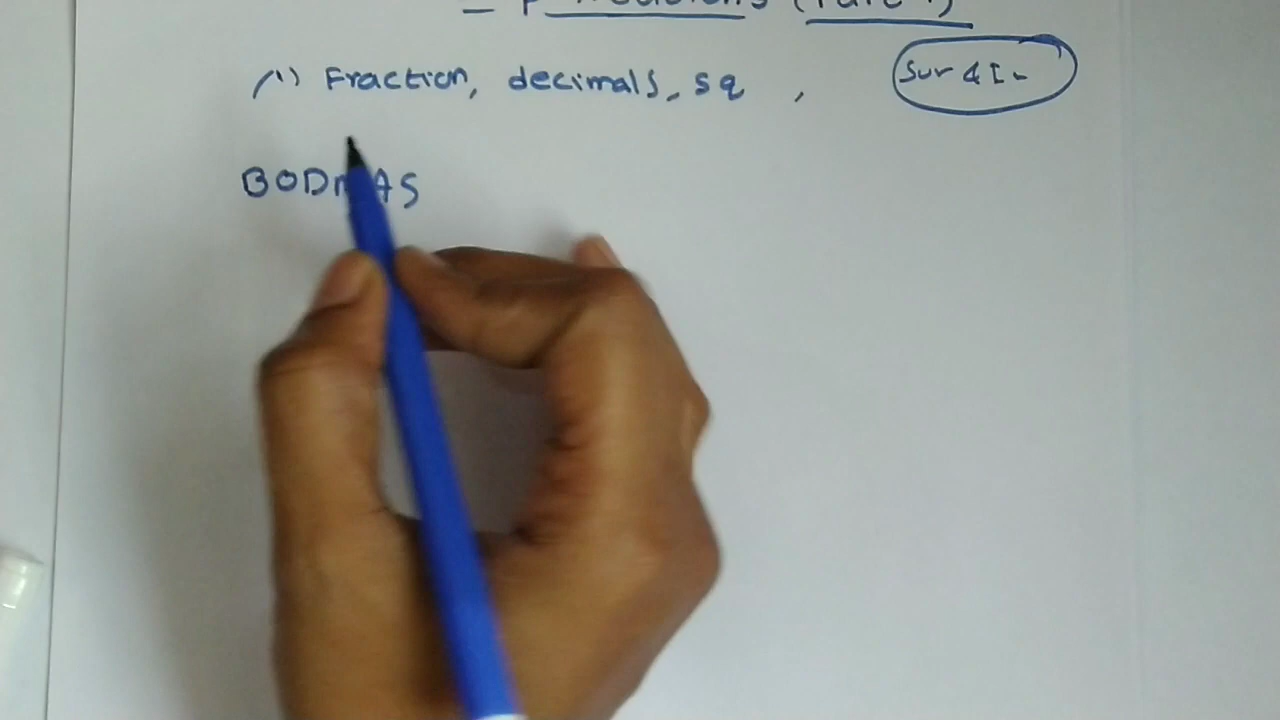 (1) Fraction, decimals, sq , Sur & I-
BODMAS